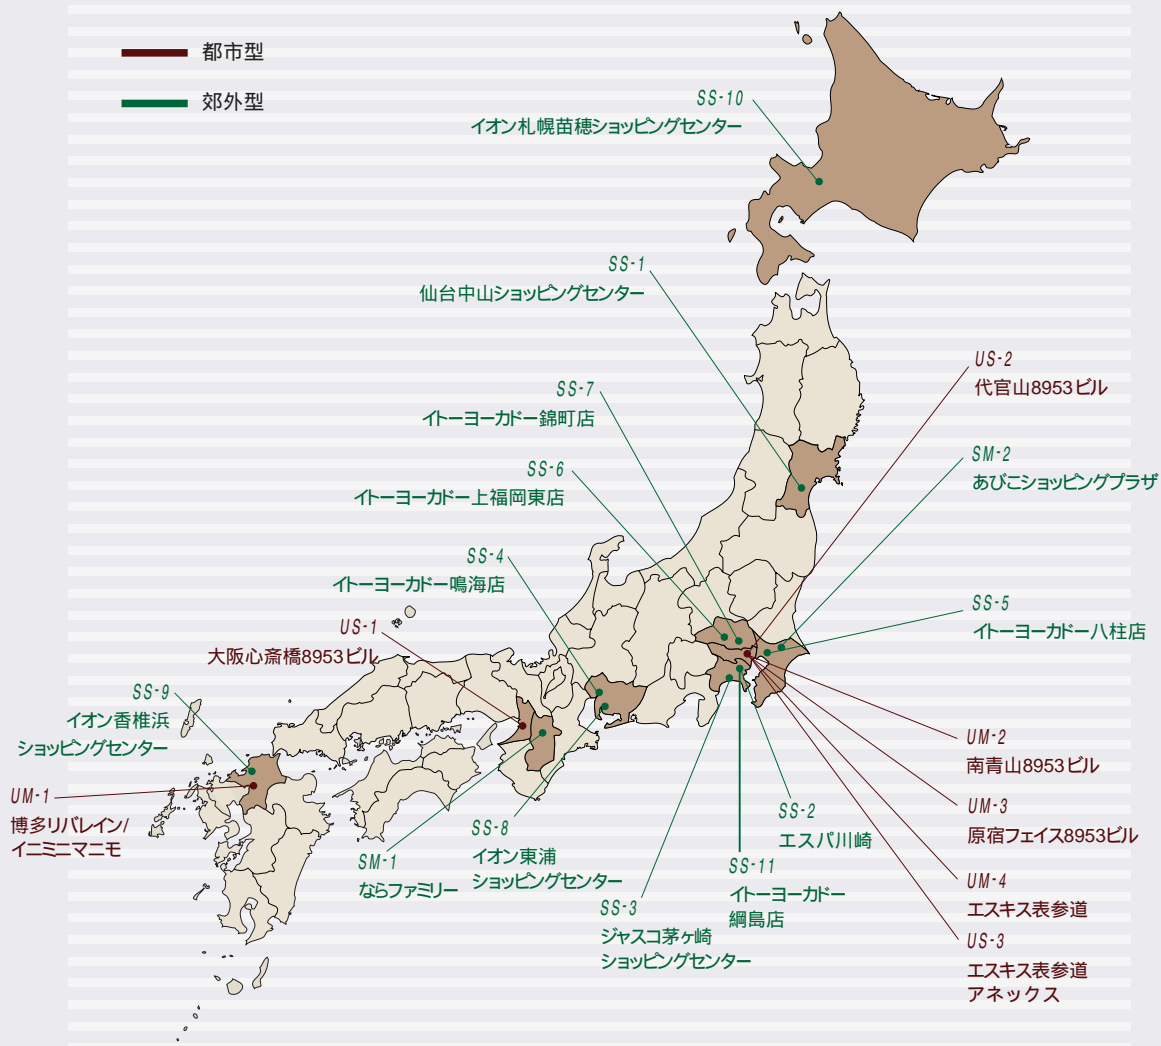 都市型
郊外型
SS-10
イオン札幌苗穂ショッピングセンター
SS-1
仙台中山ショッピングセンター
US-2
代官山8953ビル
SS-7
イトーヨーカドー錦町店
SM-2
あびこショッピングプラザ
SS-6
イトーヨーカドー上福岡東店
SS-4
イトーヨーカドー鳴海店
SS-5
イトーヨーカドー八柱店
US-1
大阪心斎橋8953ビル
SS-9
イオン香椎浜
ショッピングセンター
UM-2
南青山8953ビル
UM-1
博多リバレイン/
イニミニマニモ
UM-3
原宿フェイス8953ビル
SS-2
エスパ川崎
SS-8
イオン東浦
ショッピングセンター
SM-1
ならファミリー
SS-11
イトーヨーカドー
綱島店
UM-4
エスキス表参道
SS-3
ジャスコ茅ヶ崎
ショッピングセンター
US-3
エスキス表参道
アネックス